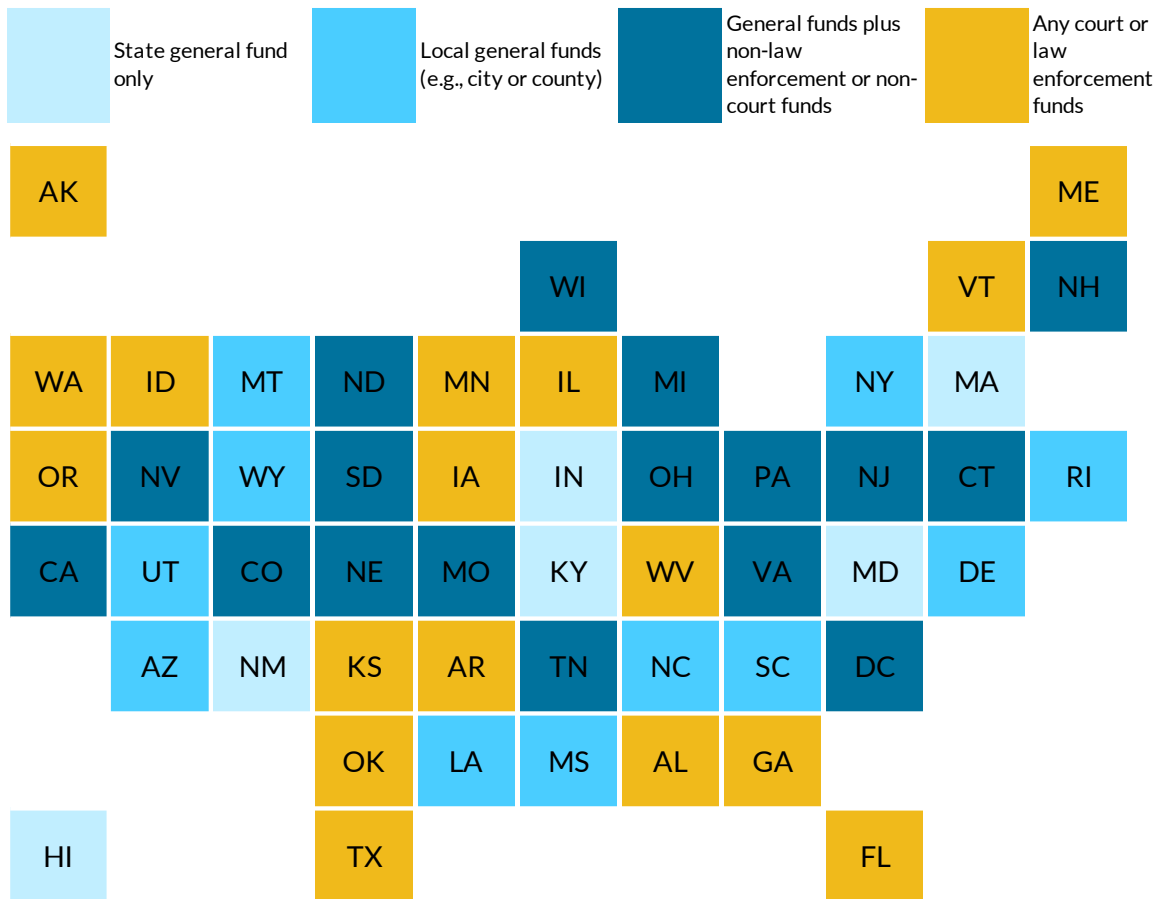 State general fund
only
Local general funds
(e.g., city or county)
General funds plus
non-law
enforcement or non-
court funds
Any court or
law
enforcement
funds
AK
ME
WI
VT
NH
WA
ID
MT
ND
MN
IL
MI
NY
MA
OR
NV
WY
SD
IA
IN
OH
PA
NJ
CT
RI
CA
UT
CO
NE
MO
KY
WV
VA
MD
DE
AZ
NM
KS
AR
TN
NC
SC
DC
OK
LA
MS
AL
GA
HI
TX
FL